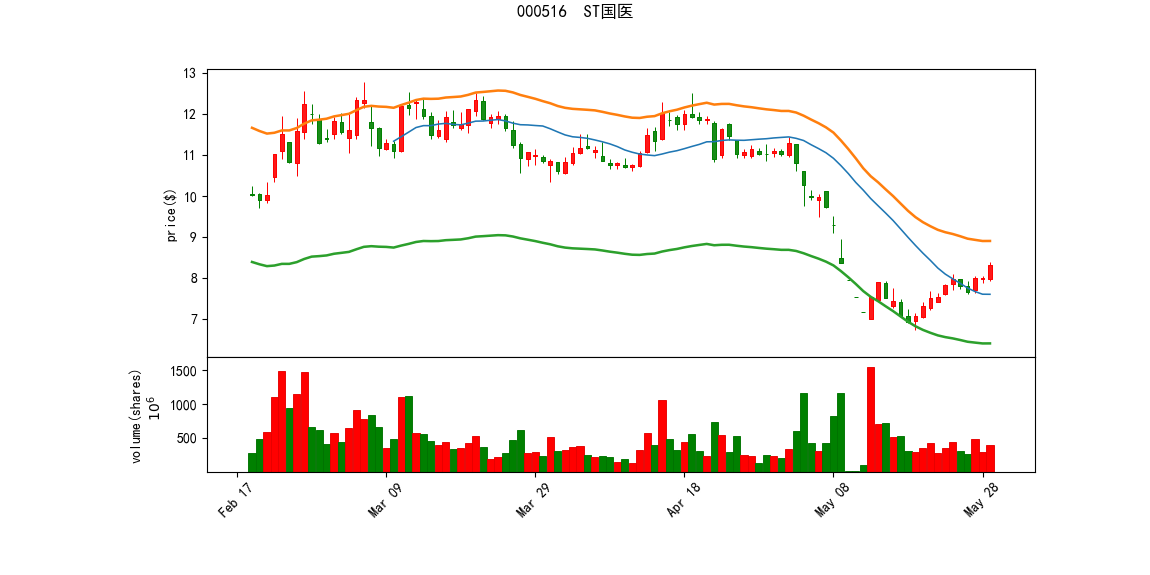 000516  ST国医
13
12
11
10
9
8
7
price($)
1500
1000
500
volume(shares)
10^6
Feb 17
Mar 09
Mar 29
Apr 18
May 08
May 28